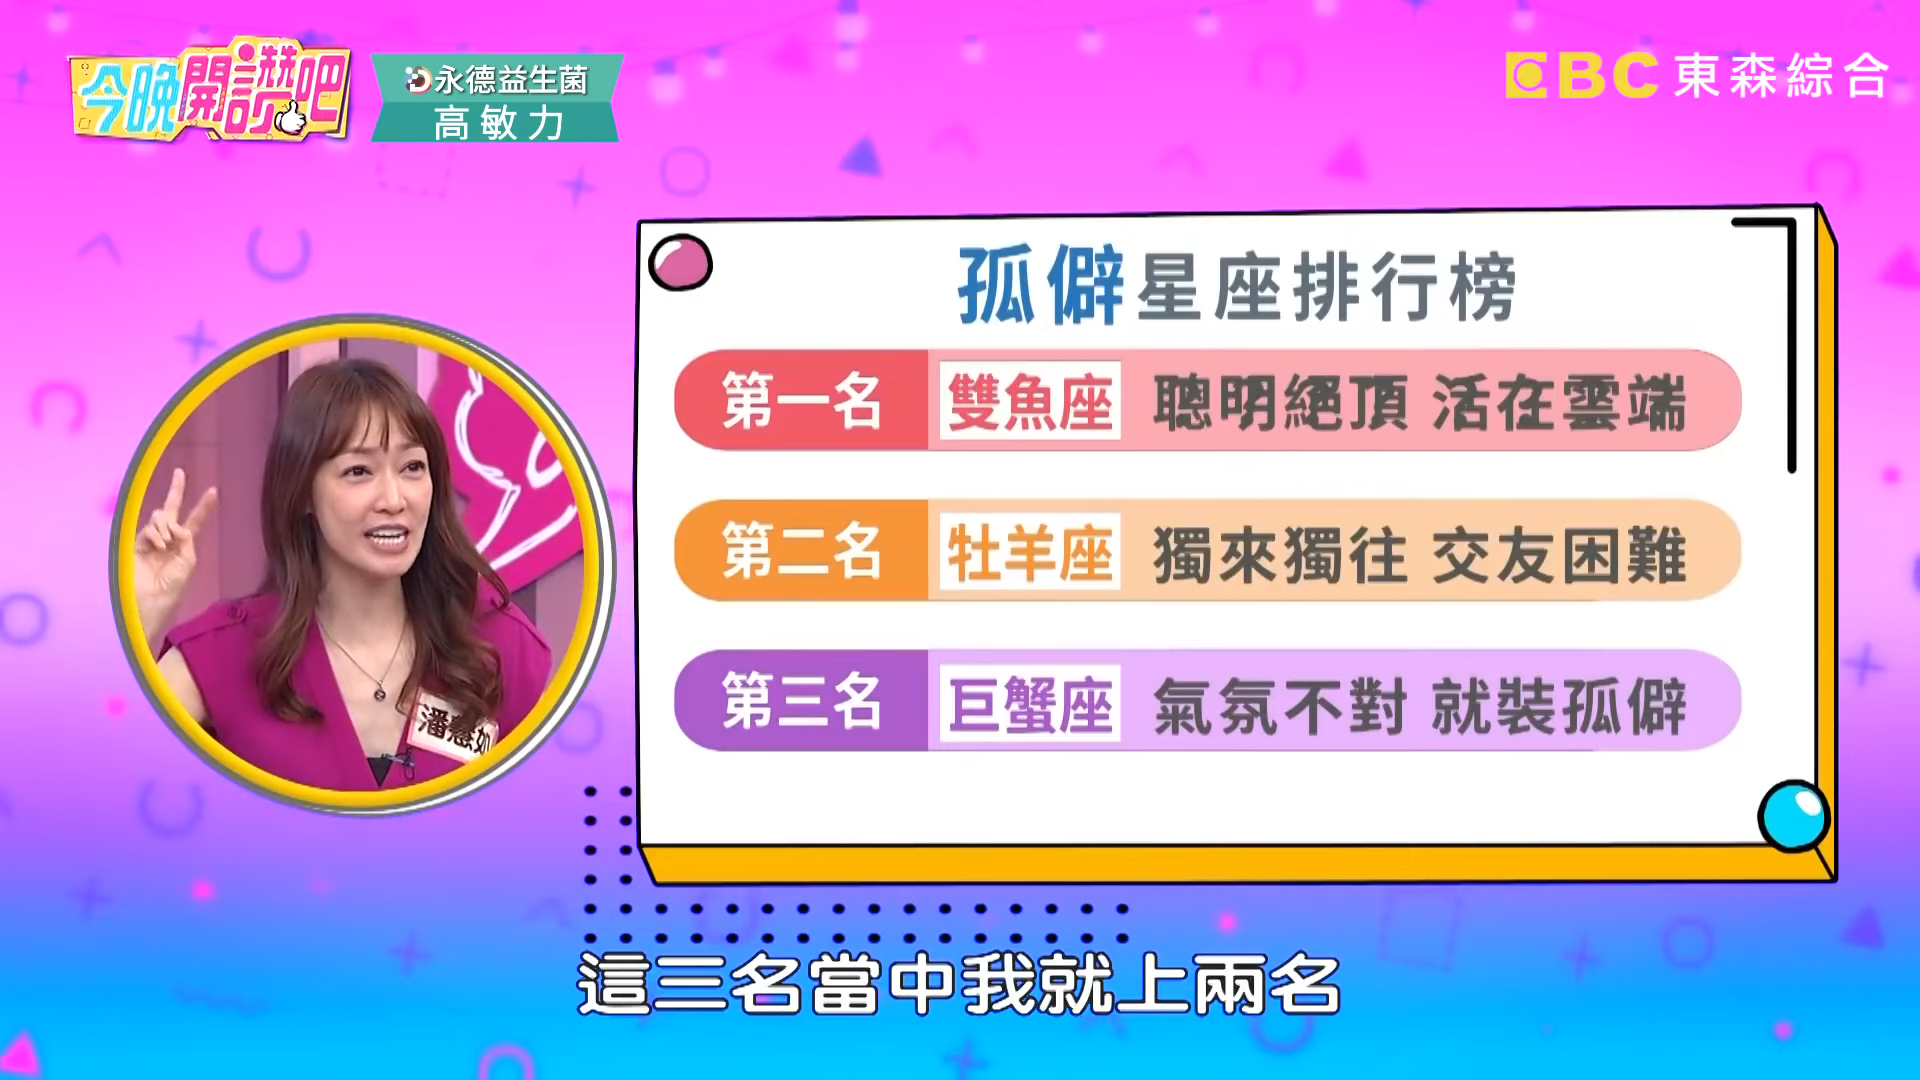 今晚開讚吧
永德益生菌
高敏力
EBC 東森綜合
孤僻星座排行榜
第一名 雙魚座 聰明絕頂 活在雲端
第二名 牡羊座 獨來獨往 交友困難
第三名 巨蟹座 氣氛不對 就裝孤僻
潘慧如
這三名當中我就上兩名